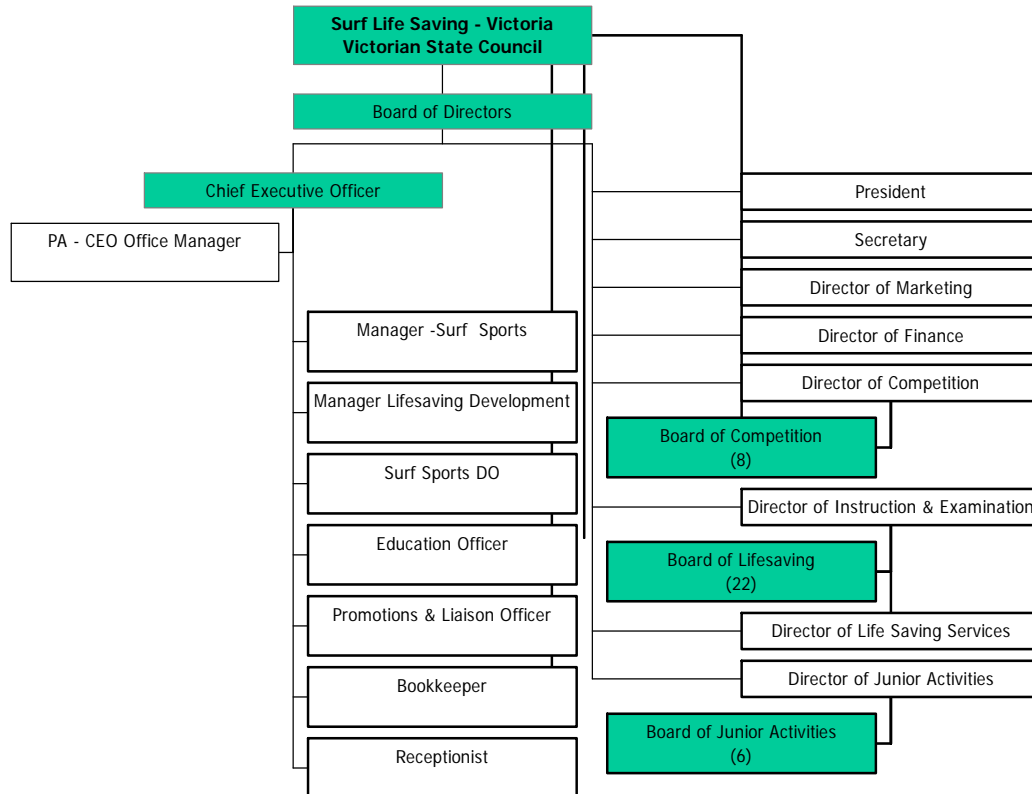 Surf Life Saving - Victoria
Victorian State Council
Board of Directors
Chief Executive Officer
PA - CEO Office Manager
Manager -Surf Sports
Manager Lifesaving Development
Surf Sports DO
Education Officer
Promotions & Liaison Officer
Bookkeeper
Receptionist
President
Secretary
Director of Marketing
Director of Finance
Director of Competition
Board of Competition
(8)
Director of Instruction & Examination
Board of Lifesaving
(22)
Director of Life Saving Services
Director of Junior Activities
Board of Junior Activities
(6)